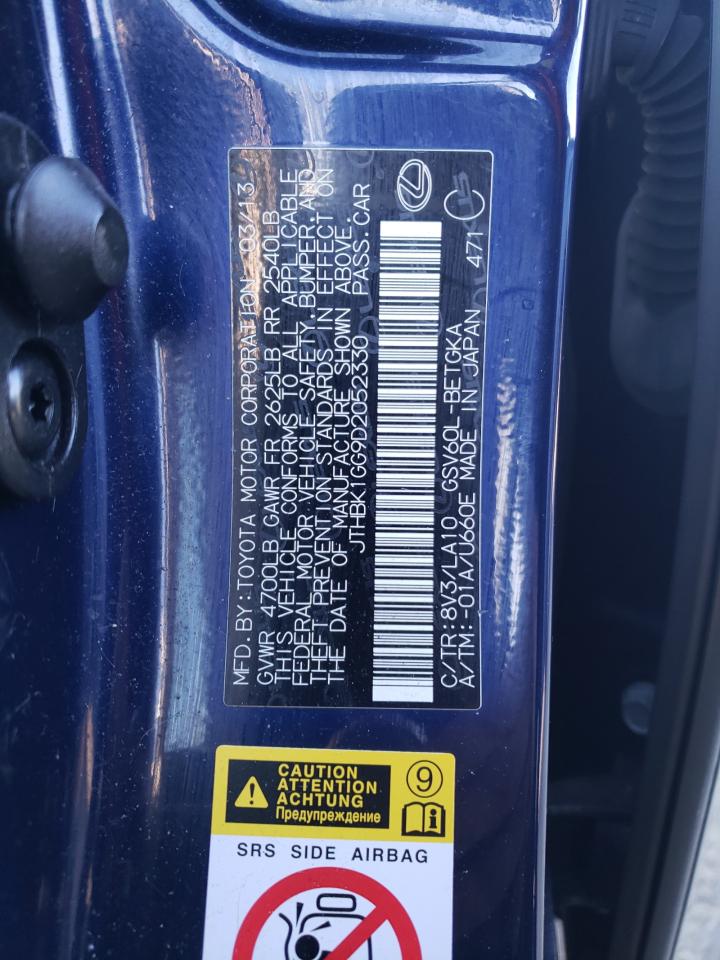 MFD. BY:TOYOTA MOTOR CORPORATION 03/13
GVWR 4700LB GAWR FR 2625LB RR 2540LB
THIS VEHICLE CONFORMS TO ALL APPLICABLE
FEDERAL MOTOR VEHICLE SAFETY,BUMPER,AND
THEFT PREVENTION STANDARDS IN EFFECT ON
THE DATE OF MANUFACTURE SHOWN ABOVE.
JTHBK1GG9D2052330 PASS.CAR
C/TR:8V3/LA10 GSV60L-BETGKA
A/TM:-01A/U660E MADE IN JAPAN 471 C
CAUTION
ATTENTION
ACHTUNG
Предупреждение
9
SRS SIDE AIRBAG